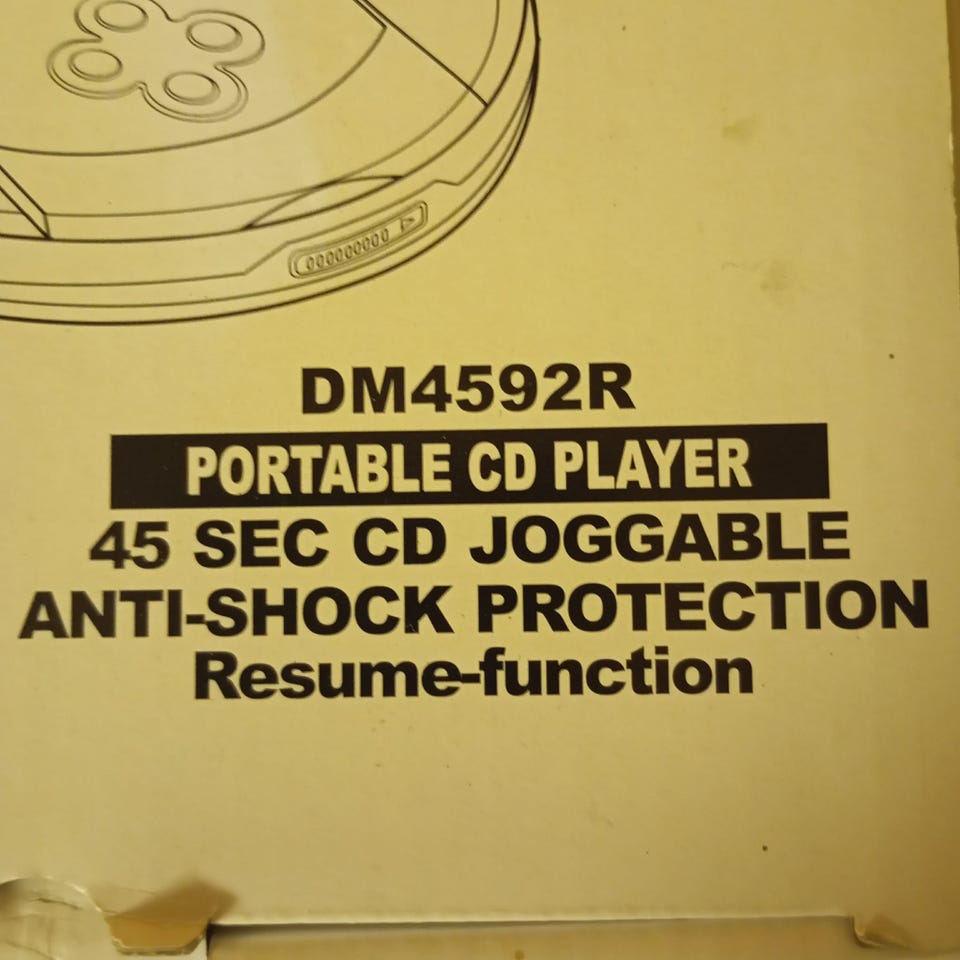 DM4592R
PORTABLE CD PLAYER
45 SEC CD JOGGABLE
ANTI-SHOCK PROTECTION
Resume-function